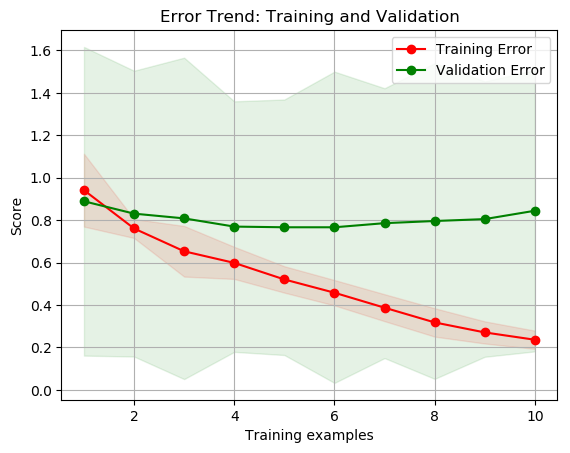 Error Trend: Training and Validation
Training Error
Validation Error
Score
1.6
1.4
1.2
1.0
0.8
0.6
0.4
0.2
0.0
2
4
6
8
10
Training examples